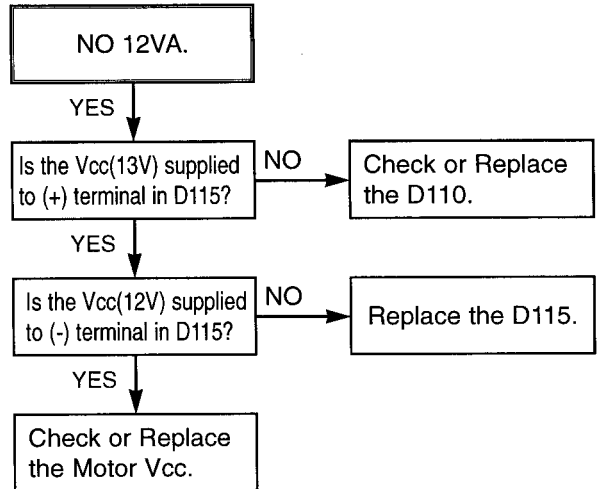 NO 12VA.
YES
Is the Vcc(13V) supplied
to (+) terminal in D115?
NO
Check or Replace
the D110.
YES
Is the Vcc(12V) supplied
to (-) terminal in D115?
NO
Replace the D115.
YES
Check or Replace
the Motor Vcc.